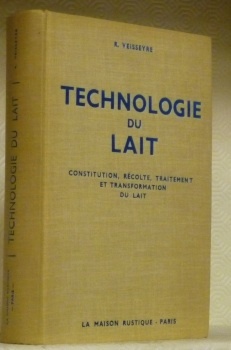 R. VEISSEYRE
TECHNOLOGIE
DU
LAIT
CONSTITUTION, RÉCOLTE, TRAITEMENT
ET TRANSFORMATION
DU LAIT
LA MAISON RUSTIQUE - PARIS
TECHNOLOGIE DU LAIT